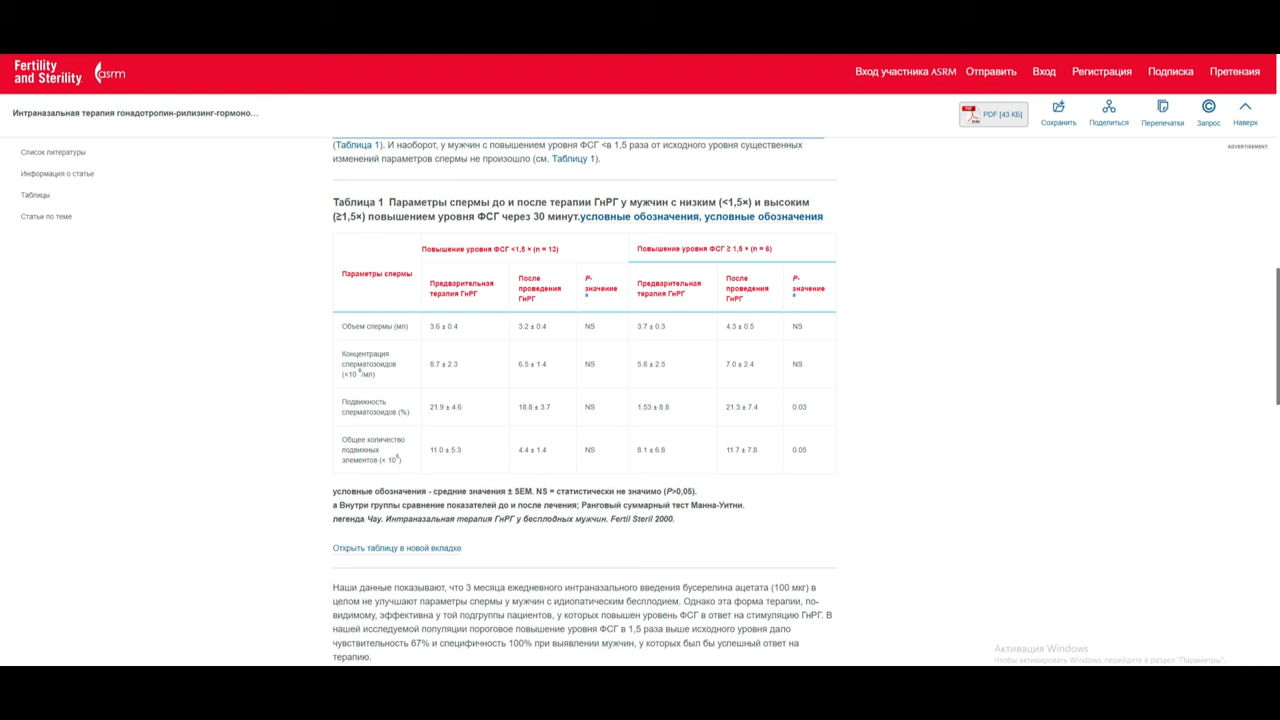 Fertility
and Sterility
asrm
Вход участника ASRM Отправить Вход Регистрация Подписка Претензия
Интраназальная терапия гонадотропин-рилизинг-гормоно...
PDF [43 КБ]
Сохранить Поделиться Перепечатки Запрос Наверх
Список литературы
Информация о статье
Таблицы
Статьи по теме
ADVERTISEMENT
(Таблица 1). И наоборот, у мужчин с повышением уровня ФСГ <в 1,5 раза от исходного уровня существенных
изменений параметров спермы не произошло (см. Таблицу 1).
Таблица 1 Параметры спермы до и после терапии ГнРГ у мужчин с низким (<1,5×) и высоким
(≥1,5×) повышением уровня ФСГ через 30 минут.условные обозначения, условные обозначения
Повышение уровня ФСГ <1,5 × (n = 13) Повышение уровня ФСГ ≥ 1,5 × (n = 6)
Параметры спермы
Предварительная
терапия ГнРГ
После
проведения
ГнРГ
P-
значение
a
Предварительная
терапия ГнРГ
После
проведения
ГнРГ
P-
значение
a
Объем спермы (мл) 3.6 ± 0.4 3.2 ± 0.4 NS 3.7 ± 0.3 4.3 ± 0.5 NS
Концентрация
сперматозоидов
(×10 6/мл)
8.7 ± 2.3 6.5 ± 1.4 NS 5.8 ± 2.5 7.0 ± 2.4 NS
Подвижность
сперматозоидов (%)
21.9 ± 4.6 18.8 ± 3.7 NS 1.53 ± 8.8 21.3 ± 7.4 0.03
Общее количество
подвижных
элементов (× 10 6)
11.0 ± 5.3 4.4 ± 1.4 NS 8.1 ± 6.8 11.7 ± 7.8 0.05
условные обозначения - средние значения ± SEM. NS = статистически не значимо (P>0,05).
а Внутри группы сравнение показателей до и после лечения; Ранговый суммарный тест Манна-Уитни.
легенда Чау. Интраназальная терапия ГнРГ у бесплодных мужчин. Fertil Steril 2000.
Открыть таблицу в новой вкладке
Наши данные показывают, что 3 месяца ежедневного интраназального введения бусерелина ацетата (100 мкг) в
целом не улучшают параметры спермы у мужчин с идиопатическим бесплодием. Однако эта форма терапии, по-
видимому, эффективна у той подгруппы пациентов, у которых повышен уровень ФСГ в ответ на стимуляцию ГнРГ. В
нашей исследуемой популяции пороговое повышение уровня ФСГ в 1,5 раза выше исходного уровня дало
чувствительность 67% и специфичность 100% при выявлении мужчин, у которых был бы успешный ответ на
терапию.
Активация Windows
Чтобы активировать Windows, перейдите в раздел "Параметры".